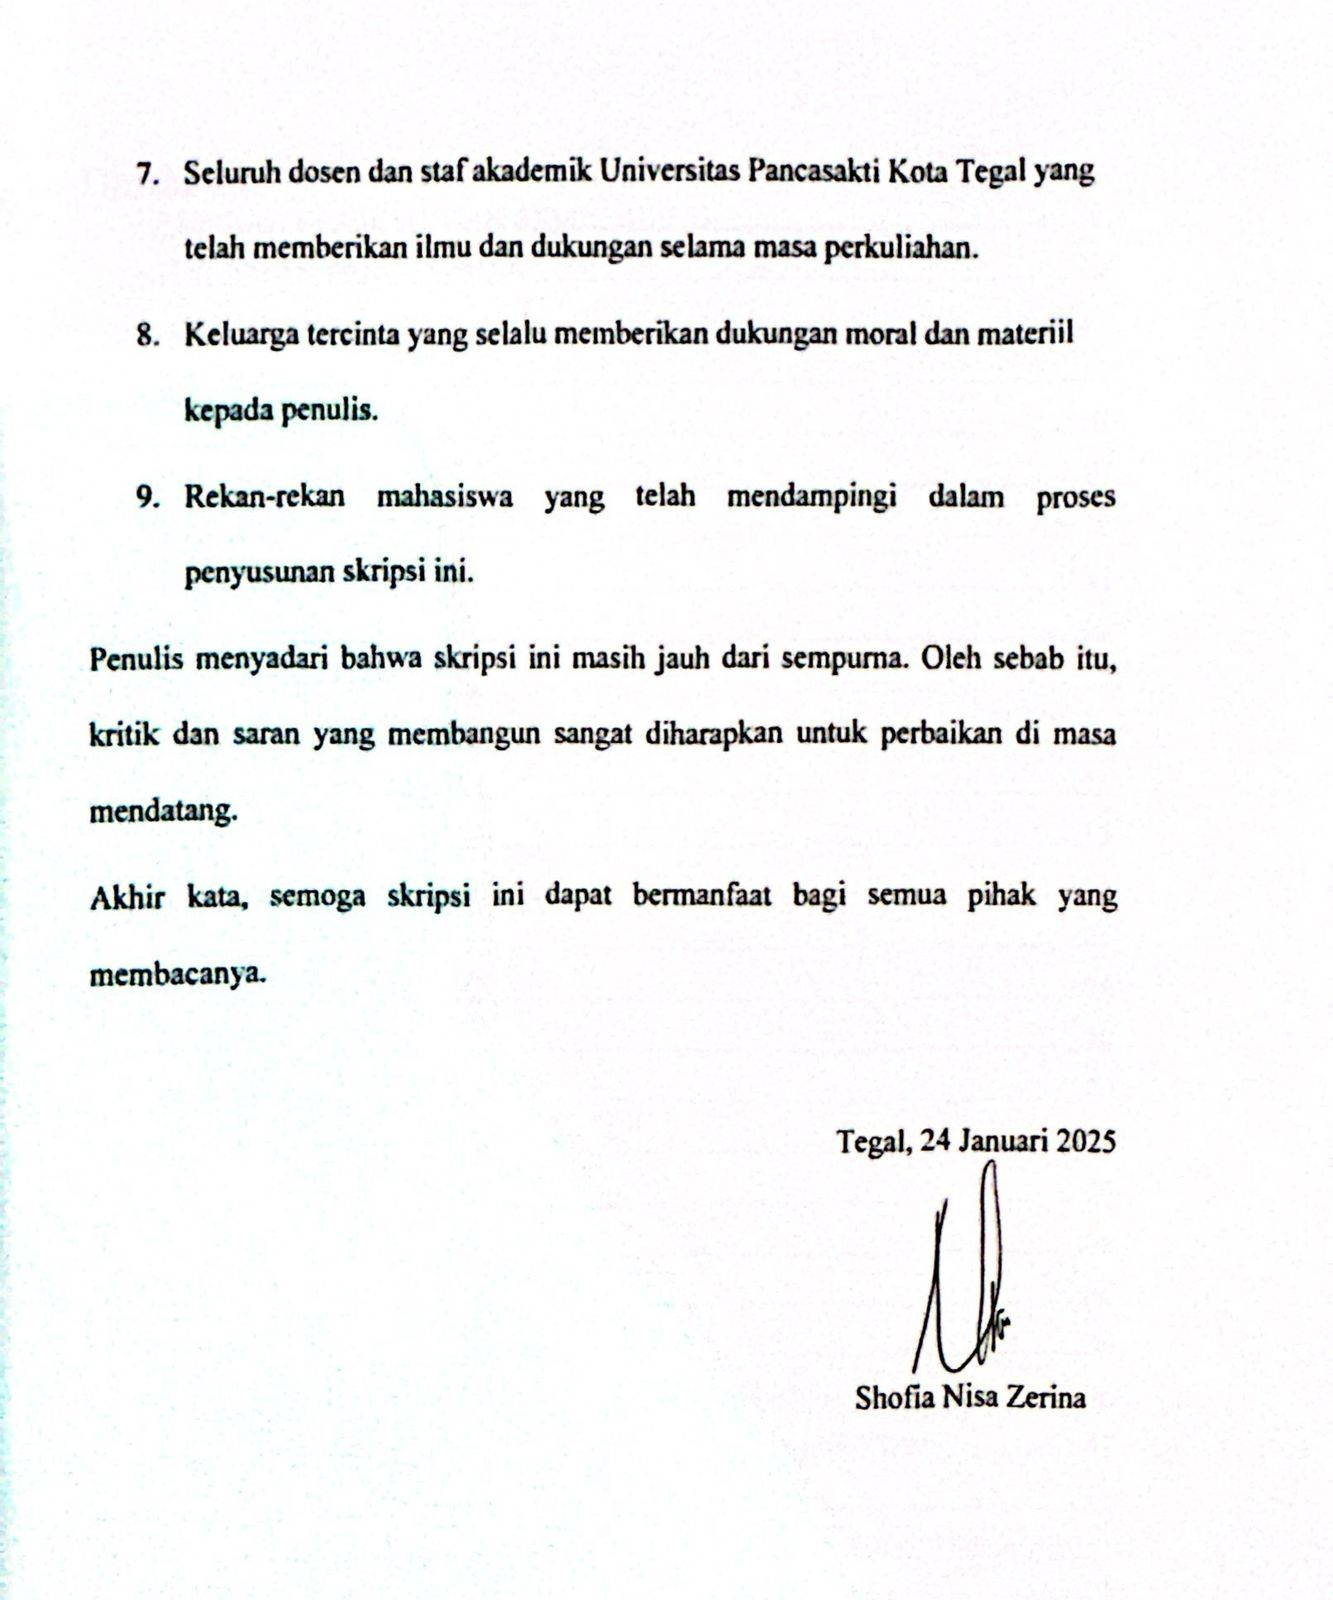 7. Seluruh dosen dan staf akademik Universitas Pancasakti Kota Tegal yang
telah memberikan ilmu dan dukungan selama masa perkuliahan.
8. Keluarga tercinta yang selalu memberikan dukungan moral dan materiil
kepada penulis.
9. Rekan-rekan mahasiswa yang telah mendampingi dalam proses
penyusunan skripsi ini.
Penulis menyadari bahwa skripsi ini masih jauh dari sempurna. Oleh sebab itu,
kritik dan saran yang membangun sangat diharapkan untuk perbaikan di masa
mendatang.
Akhir kata, semoga skripsi ini dapat bermanfaat bagi semua pihak yang
membacanya.
Tegal, 24 Januari 2025
Shofia Nisa Zerina